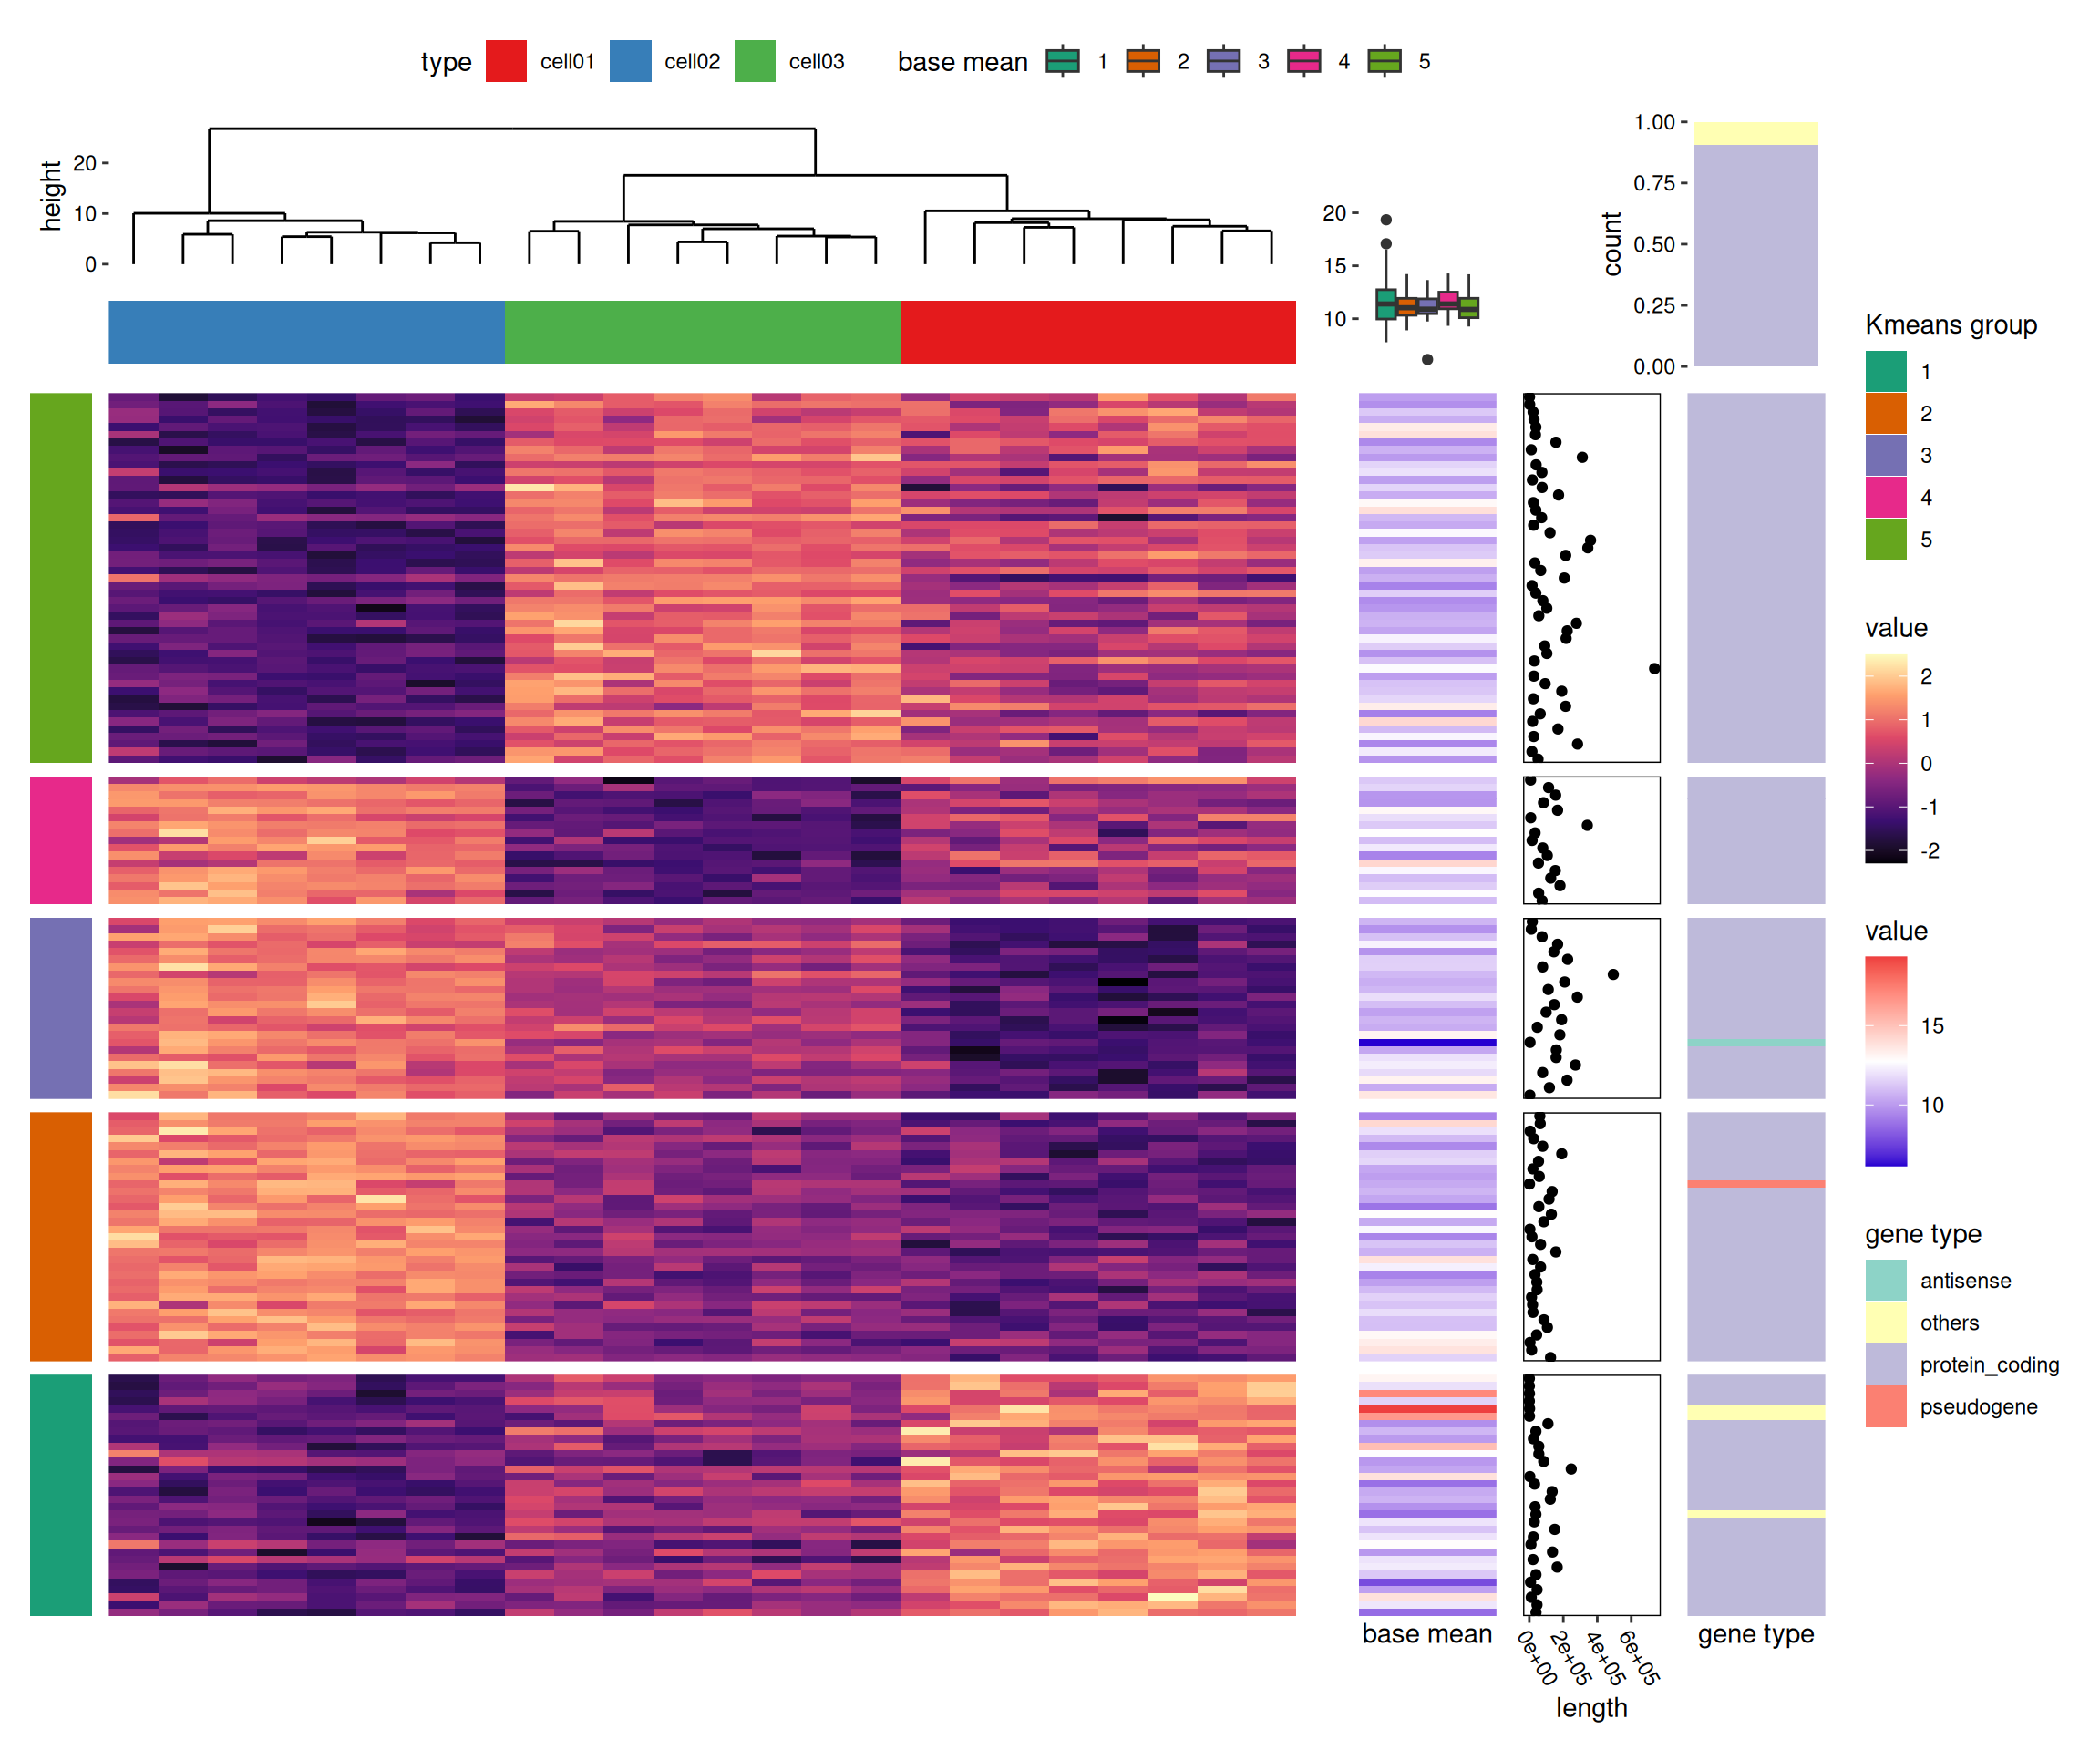 type cell01 cell02 cell03 base mean 1 2 3 4 5
height
20
10
0
20
15
10
count
1.00
0.75
0.50
0.25
0.00
Kmeans group
1
2
3
4
5
value
2
1
0
-1
-2
value
15
10
gene type
antisense
others
protein_coding
pseudogene
base mean
0e+00 2e+05 4e+05 6e+05
length
gene type